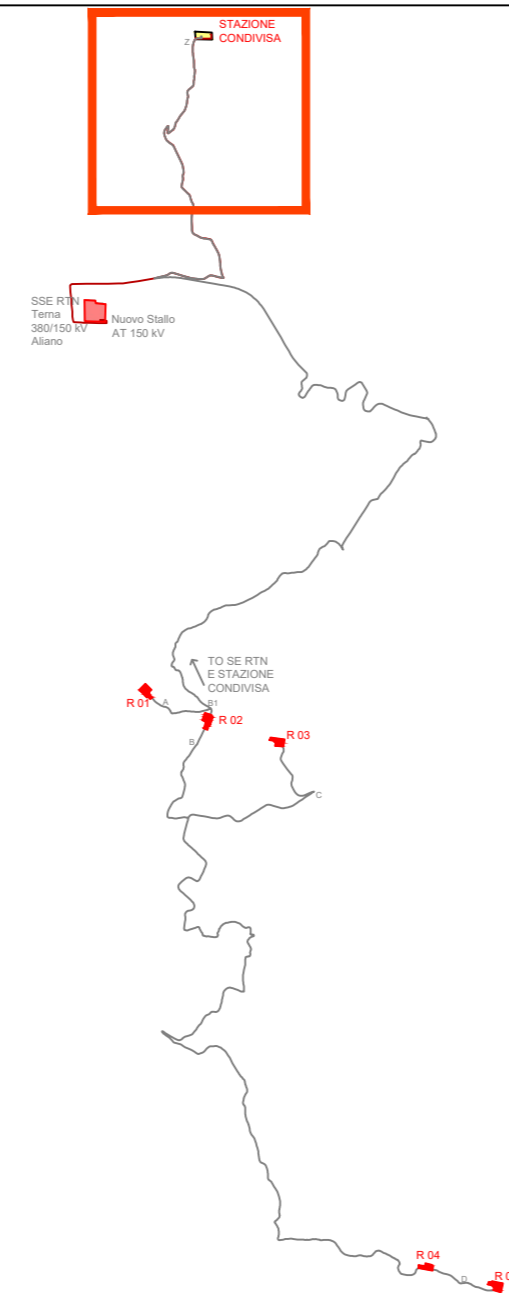 STAZIONE
CONDIVISA
Z
SSE RTN
Terna
380/150 kV
Aliano
Nuovo Stallo
AT 150 kV
TO SE RTN
E STAZIONE
CONDIVISA
R 01
A
B1
R 02
B
R 03
C
R 04
D
R 0